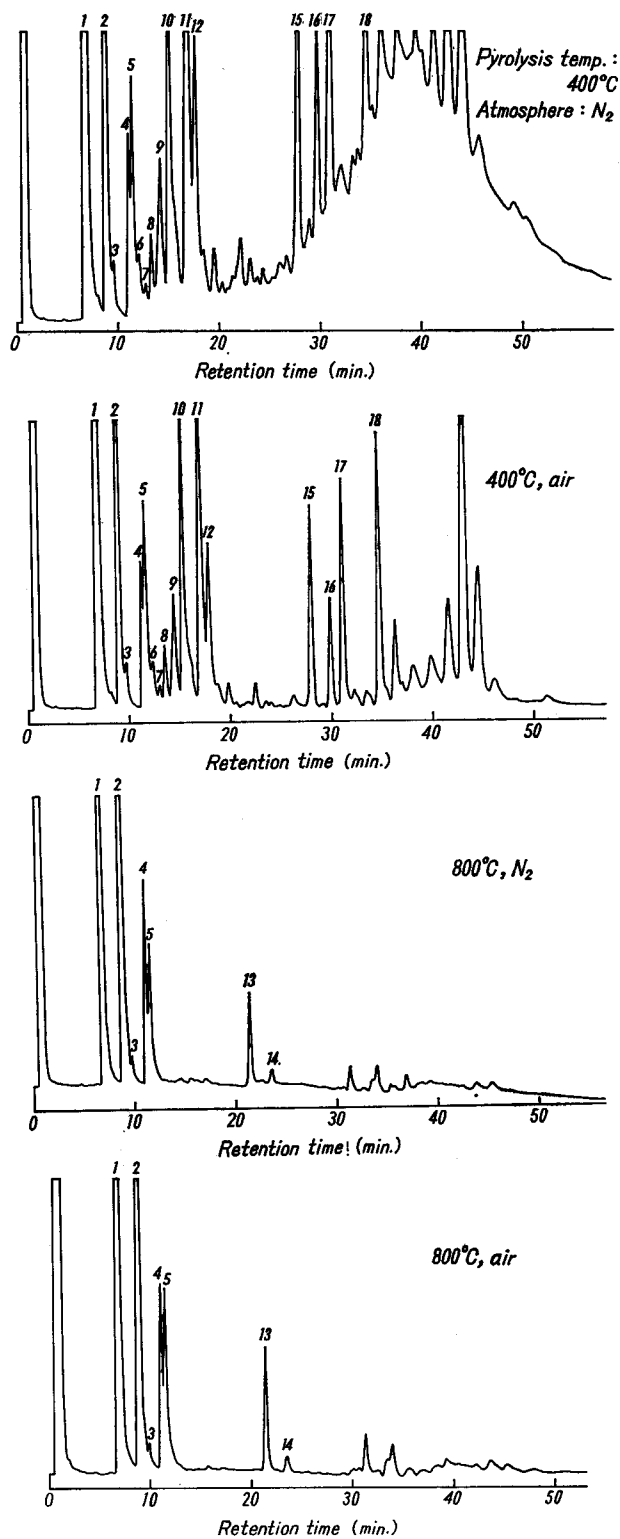 1 2 10 11 12 15 16 17 18
Pyrolysis temp. :
400°C
Atmosphere : N₂
5
4
9
8
6
3
7
0 10 20 30 40 50
Retention time (min.)
1 2 10 11
18
17
400°C, air
5
15
12
4
16
9
8
6
3
7
0 10 20 30 40 50
Retention time (min.)
1 2
4
800°C, N₂
5
13
3
14.
0 10 20 30 40 50
Retention time! (min.)
1 2
800°C, air
4 5
13
3
14
0 10 20 30 40 50
Retention time (min.)